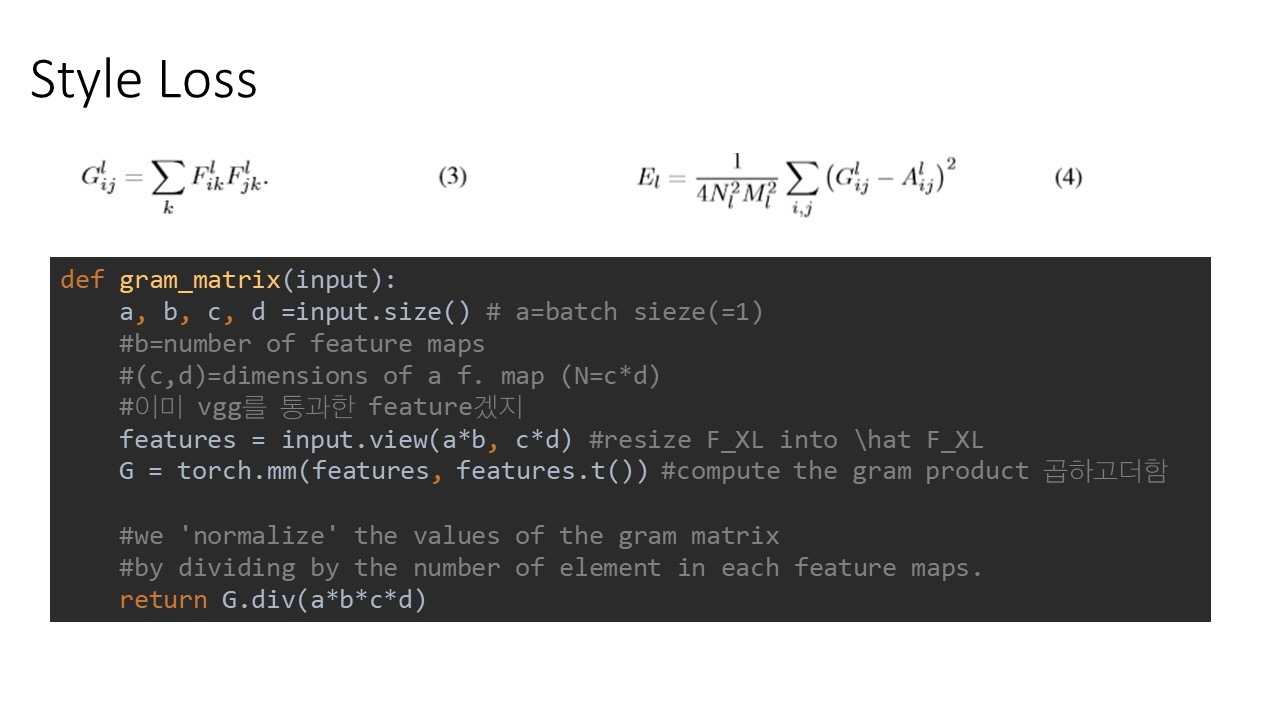 Style Loss
$G_{ij}^l = \sum_k F_{ik}^l F_{jk}^l.$ (3)
$E_l = \frac{1}{4N_l^2 M_l^2} \sum_{i,j} (G_{ij}^l - A_{ij}^l)^2$ (4)
def gram_matrix(input):
    a, b, c, d =input.size() # a=batch sieze(=1)
    #b=number of feature maps
    #(c,d)=dimensions of a f. map (N=c*d)
    #이미 vgg를 통과한 feature겠지
    features = input.view(a*b, c*d) #resize F_XL into \hat F_XL
    G = torch.mm(features, features.t()) #compute the gram product 곱하고더함
    #we 'normalize' the values of the gram matrix
    #by dividing by the number of element in each feature maps.
    return G.div(a*b*c*d)